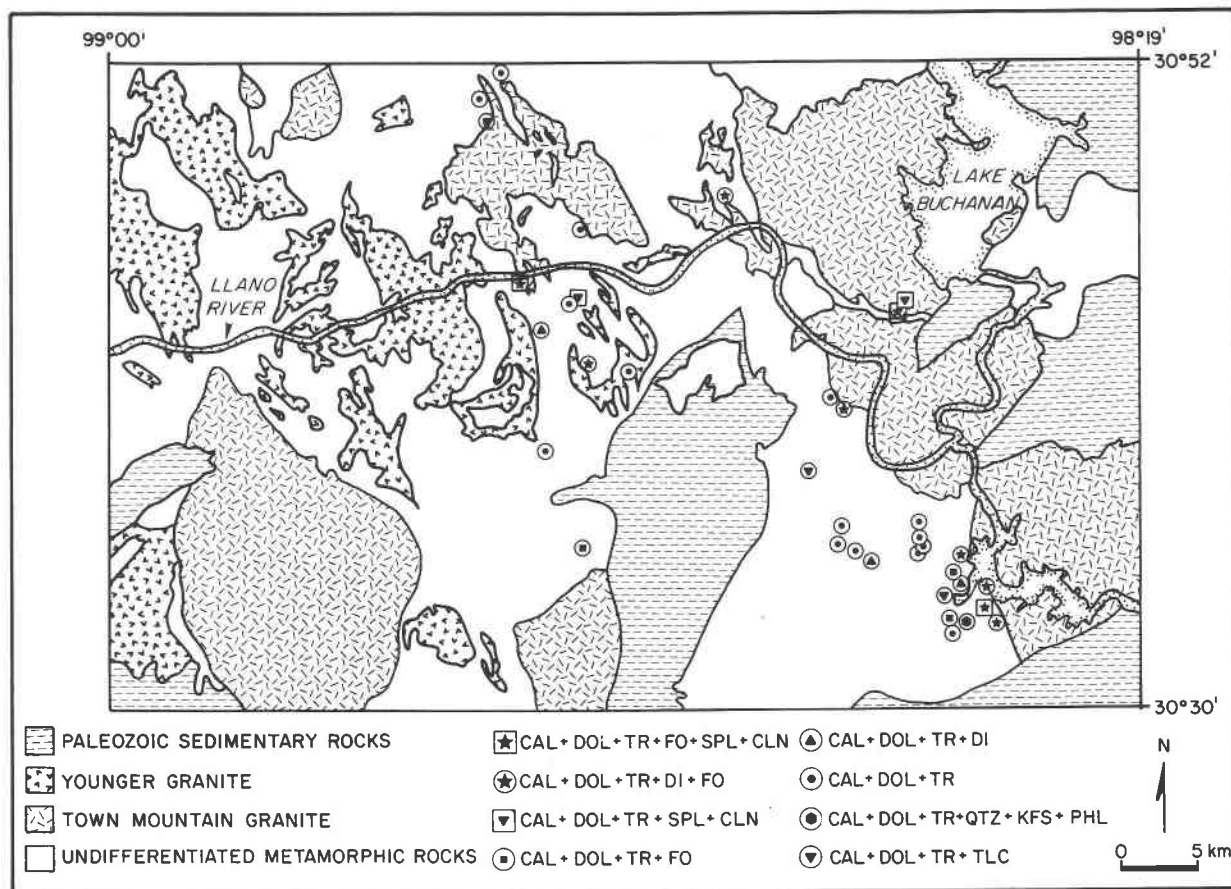 99°00'
98°19'
30°52'
LAKE
BUCHANAN
LLANO
RIVER
30°30'
PALEOZOIC SEDIMENTARY ROCKS
YOUNGER GRANITE
TOWN MOUNTAIN GRANITE
UNDIFFERENTIATED METAMORPHIC ROCKS
CAL+DOL+TR+FO+SPL+CLN
CAL+DOL+TR+DI+FO
CAL+DOL+TR+SPL+CLN
CAL+DOL+TR+FO
CAL+DOL+TR+DI
CAL+DOL+TR
CAL+DOL+TR+QTZ+KFS+PHL
CAL+DOL+TR+TLC
N
0 5 km